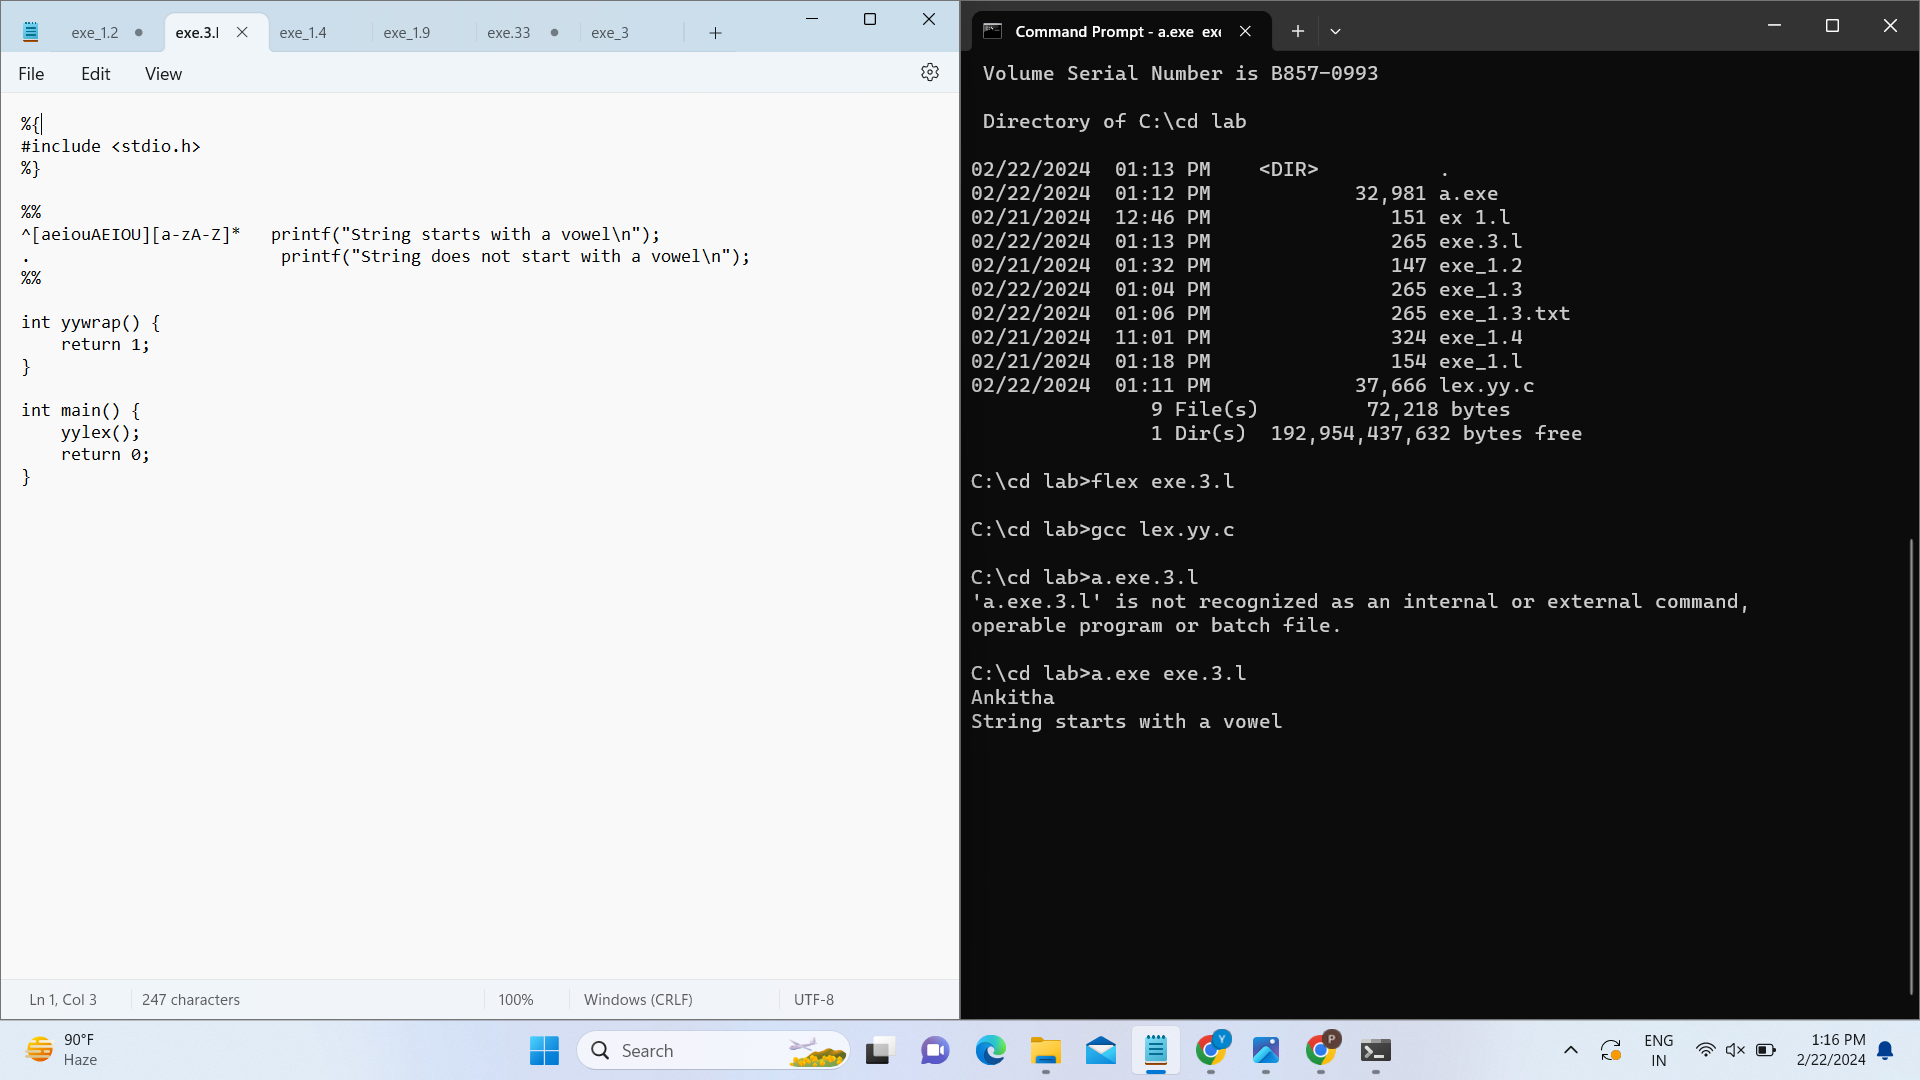 exe_1.2 exe.3.l exe_1.4 exe_1.9 exe.33 exe_3
File Edit View
%{
#include <stdio.h>
%}
%%
^[aeiouAEIOU][a-zA-Z]* printf("String starts with a vowel\n");
. printf("String does not start with a vowel\n");
%%
int yywrap() {
return 1;
}
int main() {
yylex();
return 0;
}
Ln 1, Col 3 247 characters 100% Windows (CRLF) UTF-8
Command Prompt - a.exe exe
Volume Serial Number is B857-0993
Directory of C:\cd lab
02/22/2024 01:13 PM <DIR> .
02/22/2024 01:12 PM 32,981 a.exe
02/21/2024 12:46 PM 151 ex 1.l
02/22/2024 01:13 PM 265 exe.3.l
02/21/2024 01:32 PM 147 exe_1.2
02/22/2024 01:04 PM 265 exe_1.3
02/22/2024 01:06 PM 265 exe_1.3.txt
02/21/2024 11:01 PM 324 exe_1.4
02/21/2024 01:18 PM 154 exe_1.l
02/22/2024 01:11 PM 37,666 lex.yy.c
9 File(s) 72,218 bytes
1 Dir(s) 192,954,437,632 bytes free
C:\cd lab>flex exe.3.l
C:\cd lab>gcc lex.yy.c
C:\cd lab>a.exe.3.l
'a.exe.3.l' is not recognized as an internal or external command,
operable program or batch file.
C:\cd lab>a.exe exe.3.l
Ankitha
String starts with a vowel
90°F
Haze
Search
Y
P
ENG
IN
1:16 PM
2/22/2024